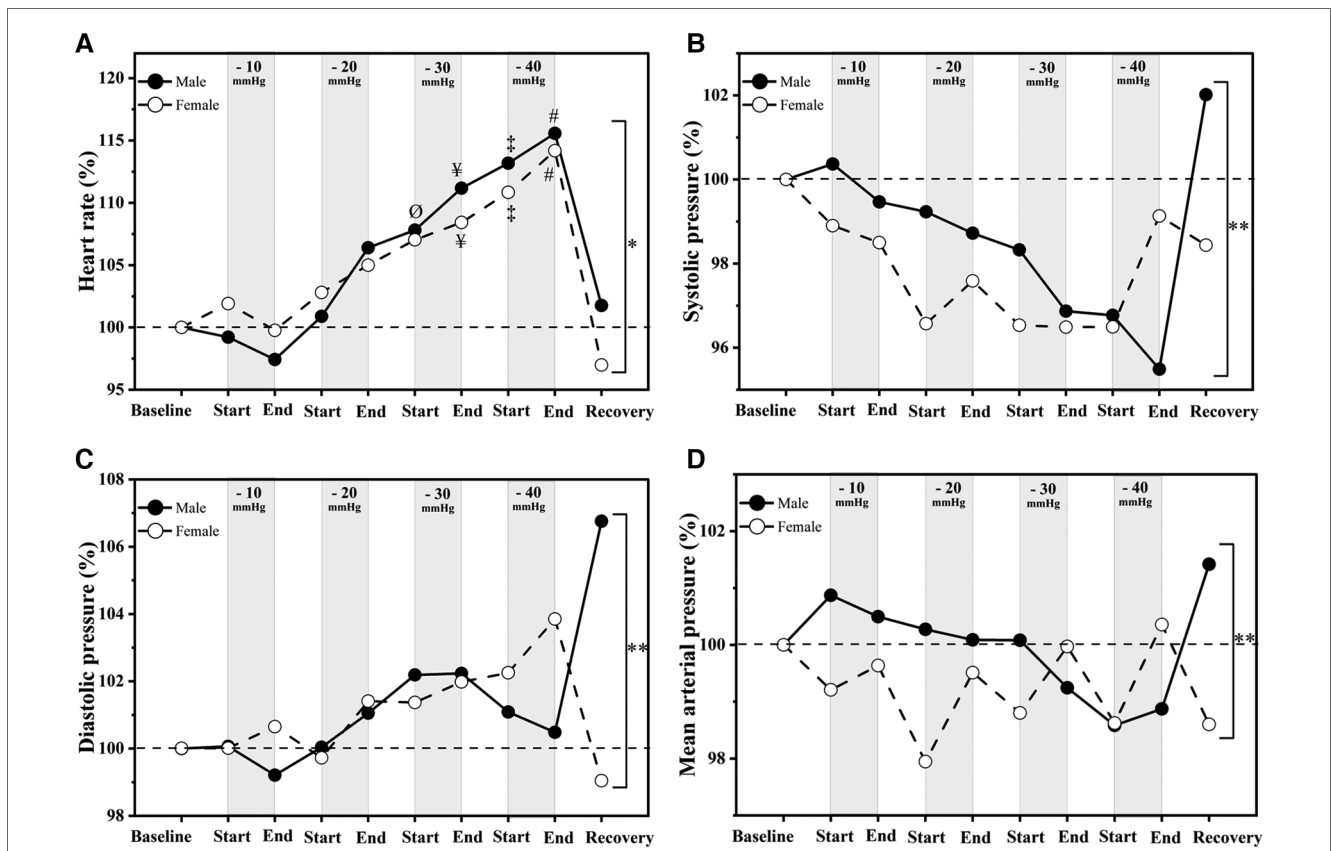 A
- 10 mmHg
- 20 mmHg
- 30 mmHg
- 40 mmHg
Male
Female
Heart rate (%)
120
115
110
105
100
95
Ø
¥
¥
‡
‡
#
#
*
Baseline Start End Start End Start End Start End Recovery
B
- 10 mmHg
- 20 mmHg
- 30 mmHg
- 40 mmHg
Male
Female
Systolic pressure (%)
102
100
98
96
**
Baseline Start End Start End Start End Start End Recovery
C
- 10 mmHg
- 20 mmHg
- 30 mmHg
- 40 mmHg
Male
Female
Diastolic pressure (%)
108
106
104
102
100
98
**
Baseline Start End Start End Start End Start End Recovery
D
- 10 mmHg
- 20 mmHg
- 30 mmHg
- 40 mmHg
Male
Female
Mean arterial pressure (%)
102
100
98
**
Baseline Start End Start End Start End Start End Recovery